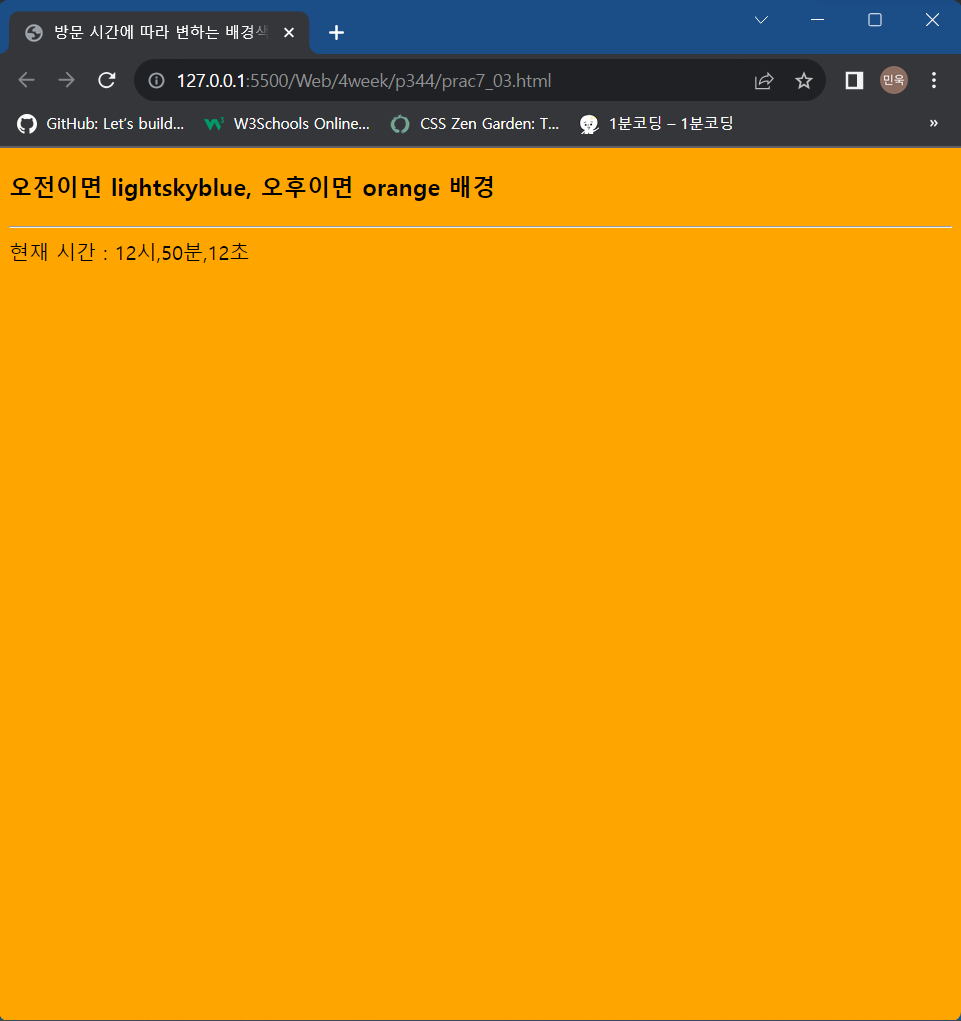 방문 시간에 따라 변하는 배경색
127.0.0.1:5500/Web/4week/p344/prac7_03.html
민욱
GitHub: Let's build... W3Schools Online... CSS Zen Garden: T... 1분코딩 – 1분코딩 »
오전이면 lightskyblue, 오후이면 orange 배경
현재 시간 : 12시,50분,12초